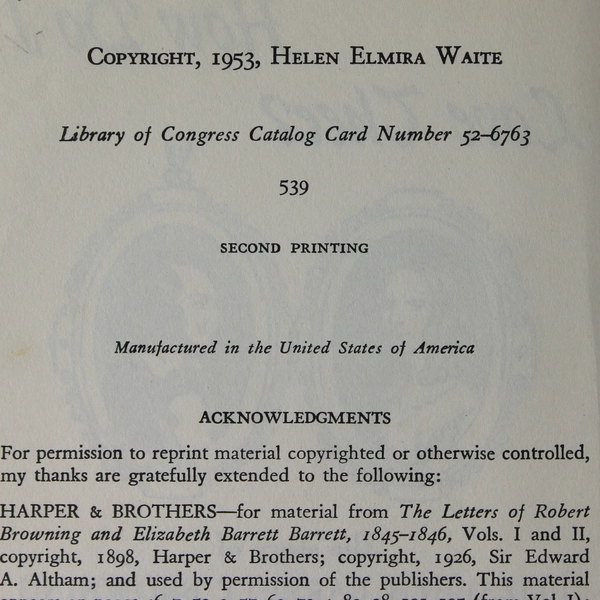 Copyright, 1953, Helen Elmira Waite
Library of Congress Catalog Card Number 52–6763
539
SECOND PRINTING
Manufactured in the United States of America
ACKNOWLEDGMENTS
For permission to reprint material copyrighted or otherwise controlled,
my thanks are gratefully extended to the following:
HARPER & BROTHERS—for material from The Letters of Robert
Browning and Elizabeth Barrett Barrett, 1845–1846, Vols. I and II,
copyright, 1898, Harper & Brothers; copyright, 1926, Sir Edward
A. Altham; and used by permission of the publishers. This material
(from Vol. I);